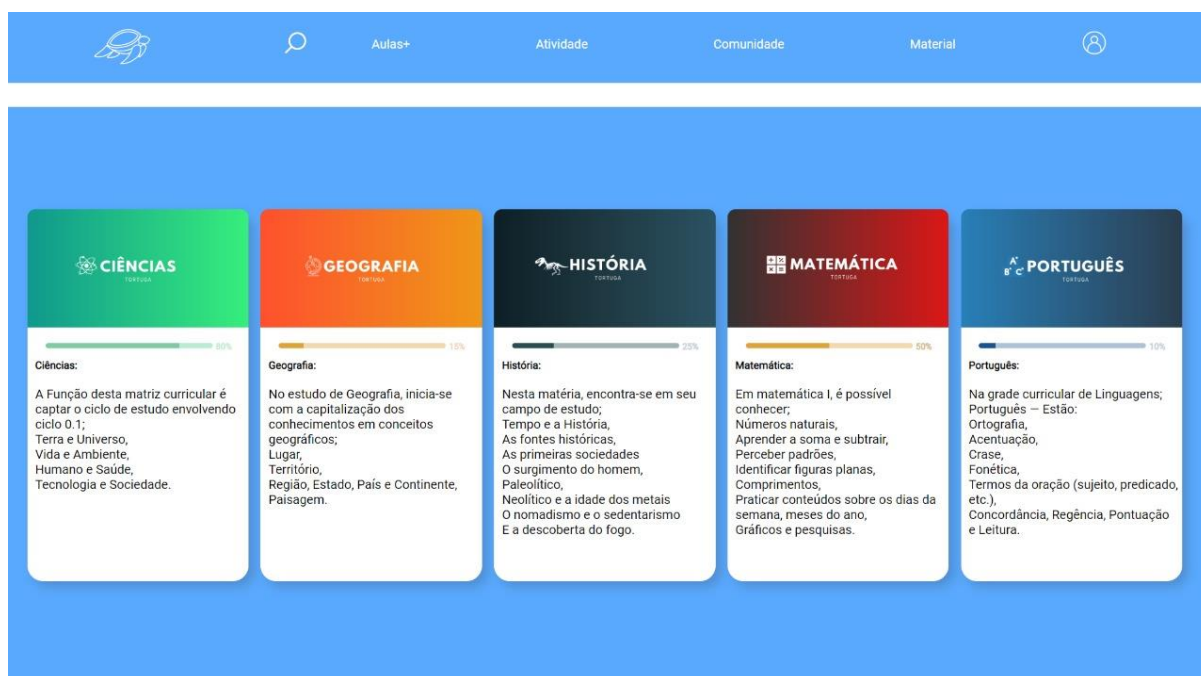 Aulas+
Atividade
Comunidade
Material
CIÊNCIAS
TORTUGA
80%
Ciências:
A Função desta matriz curricular é
captar o ciclo de estudo envolvendo
ciclo 0.1;
Terra e Universo,
Vida e Ambiente,
Humano e Saúde,
Tecnologia e Sociedade.
GEOGRAFIA
TORTUGA
15%
Geografia:
No estudo de Geografia, inicia-se
com a capitalização dos
conhecimentos em conceitos
geográficos;
Lugar,
Território,
Região, Estado, País e Continente,
Paisagem.
HISTÓRIA
TORTUGA
25%
História:
Nesta matéria, encontra-se em seu
campo de estudo;
Tempo e a História,
As fontes históricas,
As primeiras sociedades
O surgimento do homem,
Paleolítico,
Neolítico e a idade dos metais
O nomadismo e o sedentarismo
E a descoberta do fogo.
MATEMÁTICA
TORTUGA
50%
Matemática:
Em matemática I, é possível
conhecer;
Números naturais,
Aprender a soma e subtrair,
Perceber padrões,
Identificar figuras planas,
Comprimentos,
Praticar conteúdos sobre os dias da
semana, meses do ano,
Gráficos e pesquisas.
A B C
PORTUGUÊS
TORTUGA
10%
Português:
Na grade curricular de Linguagens;
Português — Estão:
Ortografia,
Acentuação,
Crase,
Fonética,
Termos da oração (sujeito, predicado,
etc.),
Concordância, Regência, Pontuação
e Leitura.